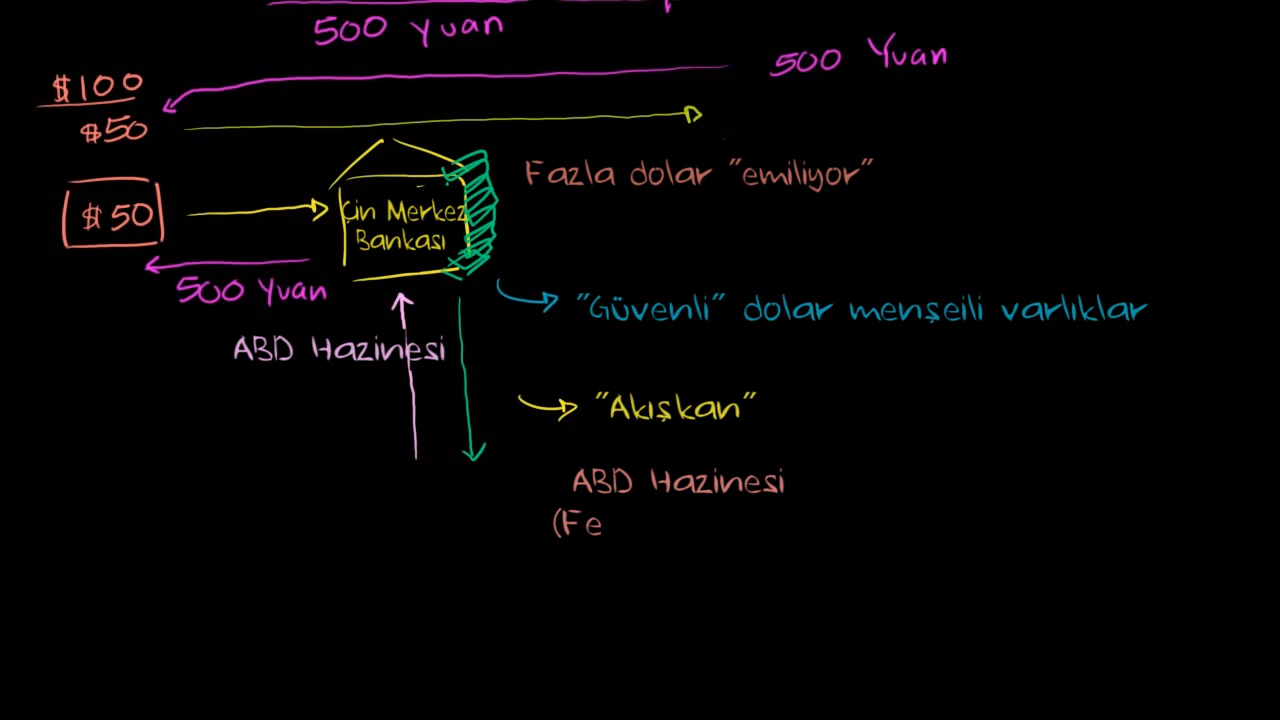 500 Yuan
500 Yuan
$100
$50
Fazla dolar "emiliyor"
$50
Çin Merkez
Bankası
500 Yuan
"Güvenli" dolar menşeili varlıklar
ABD Hazinesi
"Akışkan"
ABD Hazinesi
(Fe